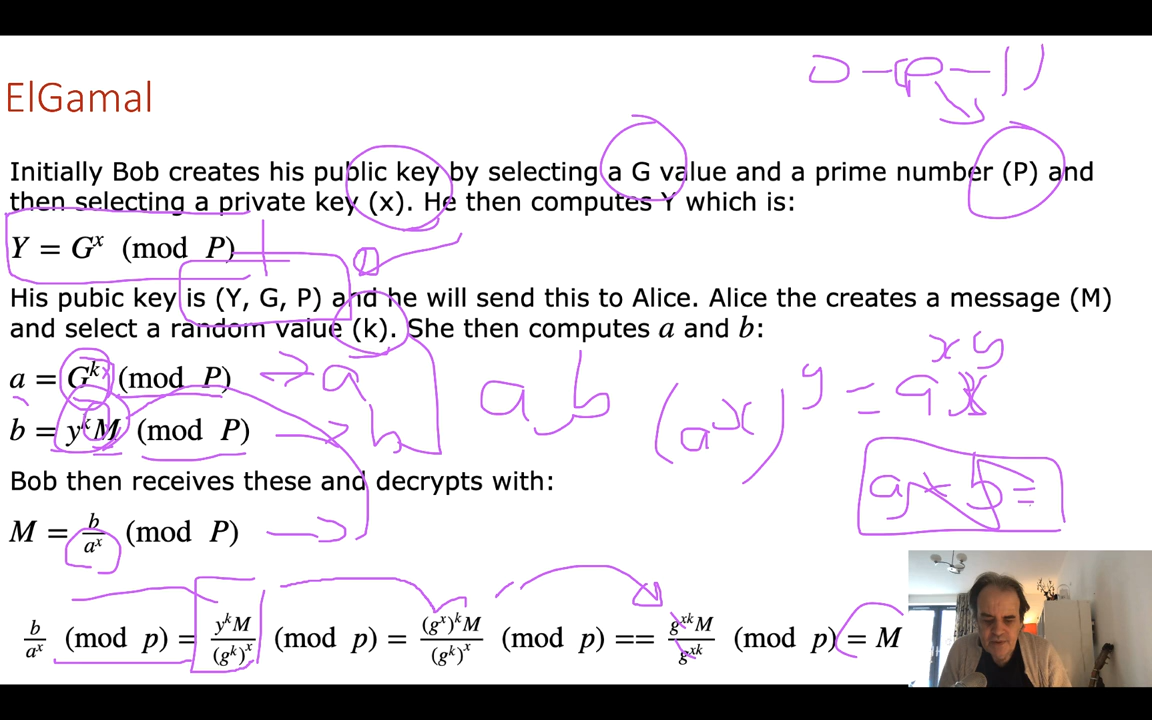 ElGamal
0-(P-1)
Initially Bob creates his public key by selecting a G value and a prime number (P) and
then selecting a private key (x). He then computes Y which is:
Y = G^x (mod P)
His pubic key is (Y, G, P) and he will send this to Alice. Alice the creates a message (M)
and select a random value (k). She then computes a and b:
a = G^k (mod P) → a
b = y^k M (mod P) → b
a b
(a^x)^y = a^xy
Bob then receives these and decrypts with:
M = b/a^x (mod P)
b/a^x (mod p) = y^k M/(g^k)^x (mod p) = (g^x)^k M/(g^k)^x (mod p) == g^xk M/g^xk (mod p) = M